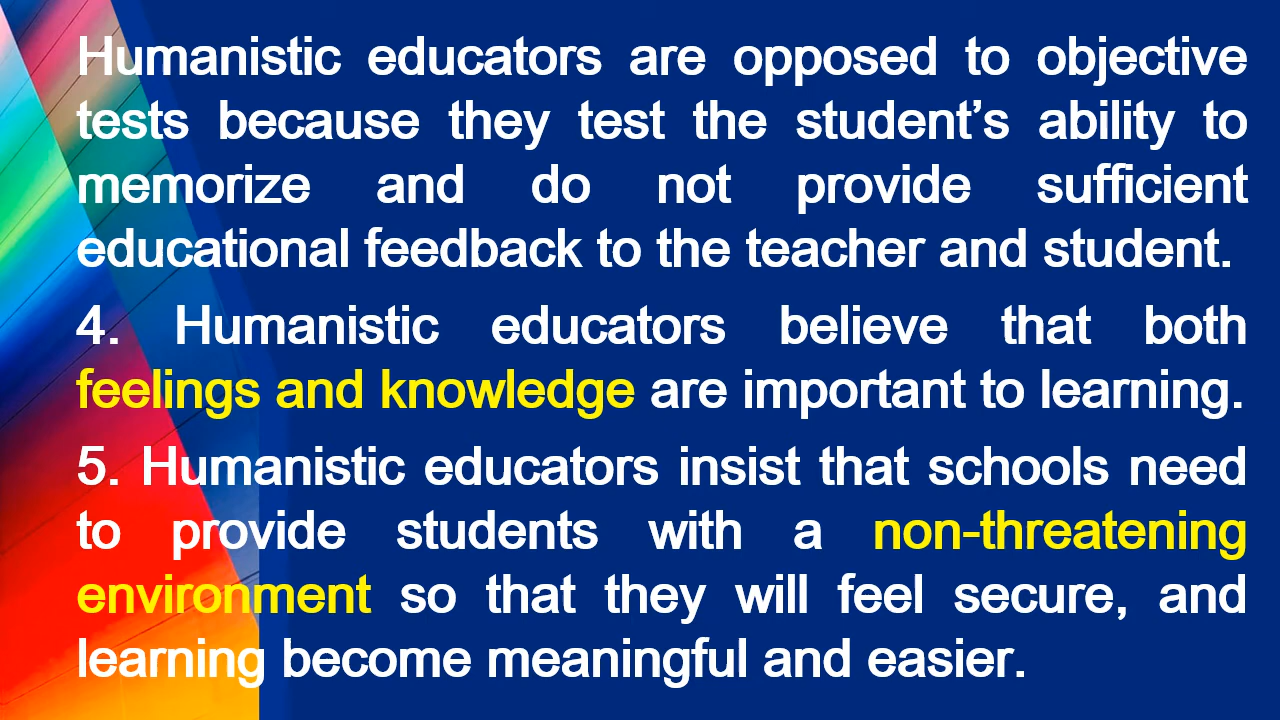 Humanistic educators are opposed to objective
tests because they test the student’s ability to
memorize and do not provide sufficient
educational feedback to the teacher and student.
4. Humanistic educators believe that both
feelings and knowledge are important to learning.
5. Humanistic educators insist that schools need
to provide students with a non-threatening
environment so that they will feel secure, and
learning become meaningful and easier.